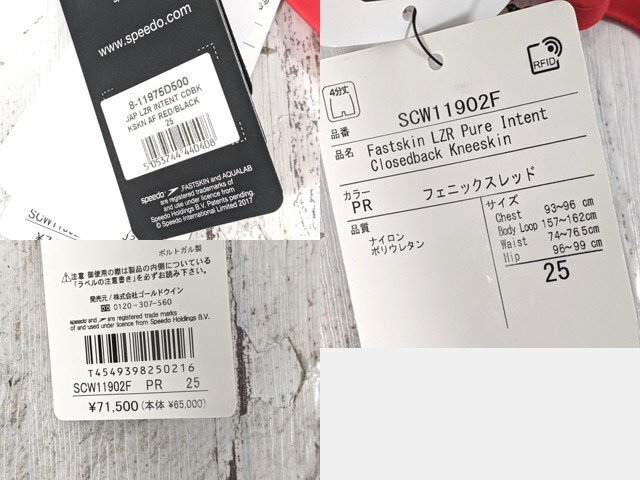 www.speedo.com
8-11975D500
JAP LZR INTENT CDBK
KSKN AF RED/BLACK
25
5 053744 440408
FASTSKIN and AQUALAB
speedo are registered trademarks of
and used under licence from
Speedo Holdings B.V. Patents pending.
© Speedo International Limited 2017
RFID
4分丈
品番 SCW11902F
品名 Fastskin LZR Pure Intent
Closedback Kneeskin
カラー
PR フェニックスレッド
品質
ナイロン
ポリウレタン
サイズ
Chest 93~96 cm
Body Loop 157~162cm
Waist 74~76.5cm
Hip 96~99 cm
25
ポルトガル製
注意 御使用の際は製品の内側についている
「ラベルの注意書き」を必ずお読み下さい。
発売元/株式会社ゴールドウイン
0120-307-560
speedo and are registered trade marks
of and used under licence from Speedo Holdings B.V.
T4549398250216
SCW11902F PR 25
¥71,500(本体 ¥65,000)